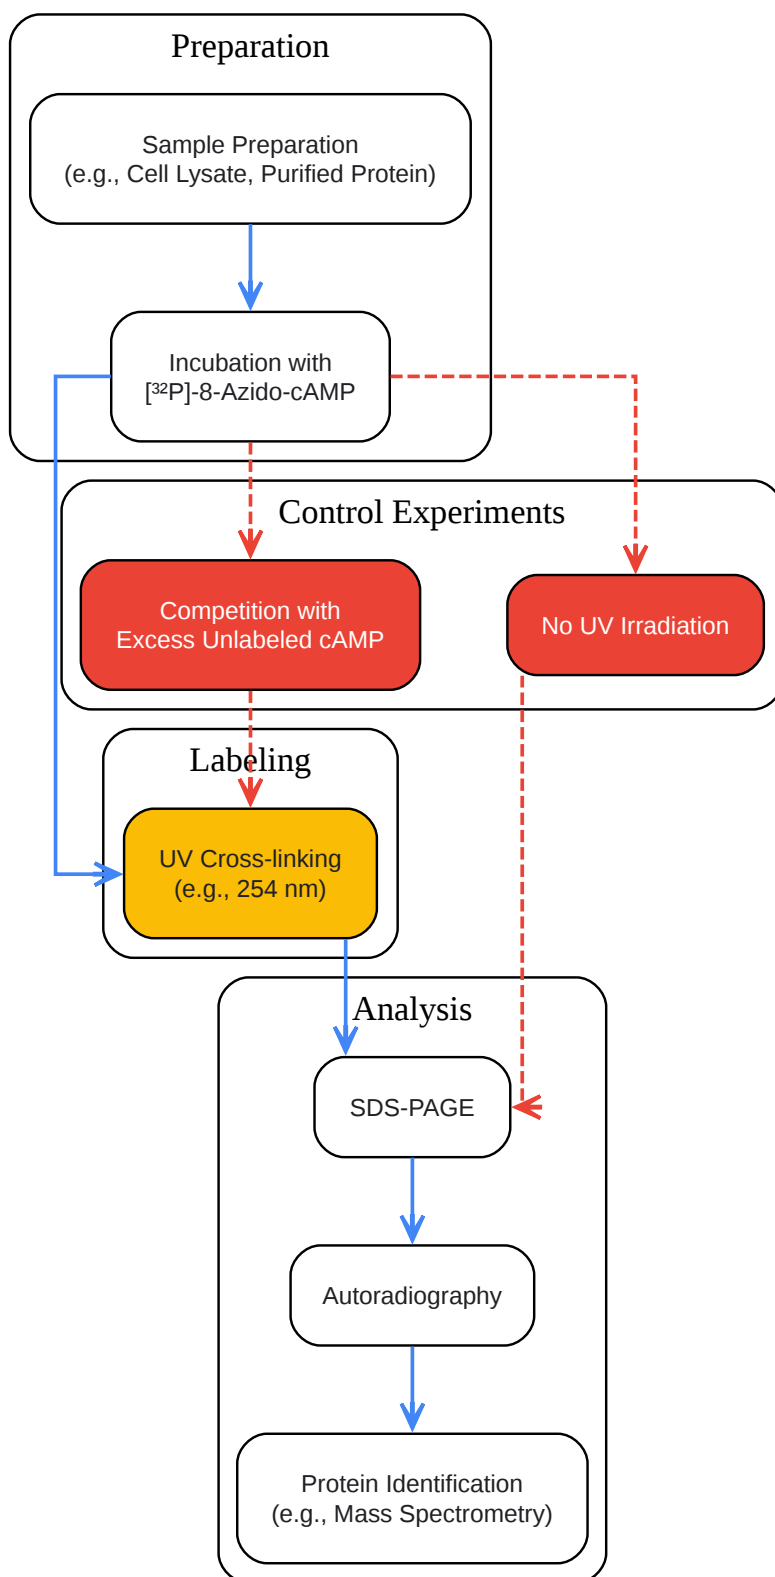 Preparation
Sample Preparation
(e.g., Cell Lysate, Purified Protein)
Incubation with
[³²P]-8-Azido-cAMP
Control Experiments
Competition with
Excess Unlabeled cAMP
No UV Irradiation
Labeling
UV Cross-linking
(e.g., 254 nm)
Analysis
SDS-PAGE
Autoradiography
Protein Identification
(e.g., Mass Spectrometry)